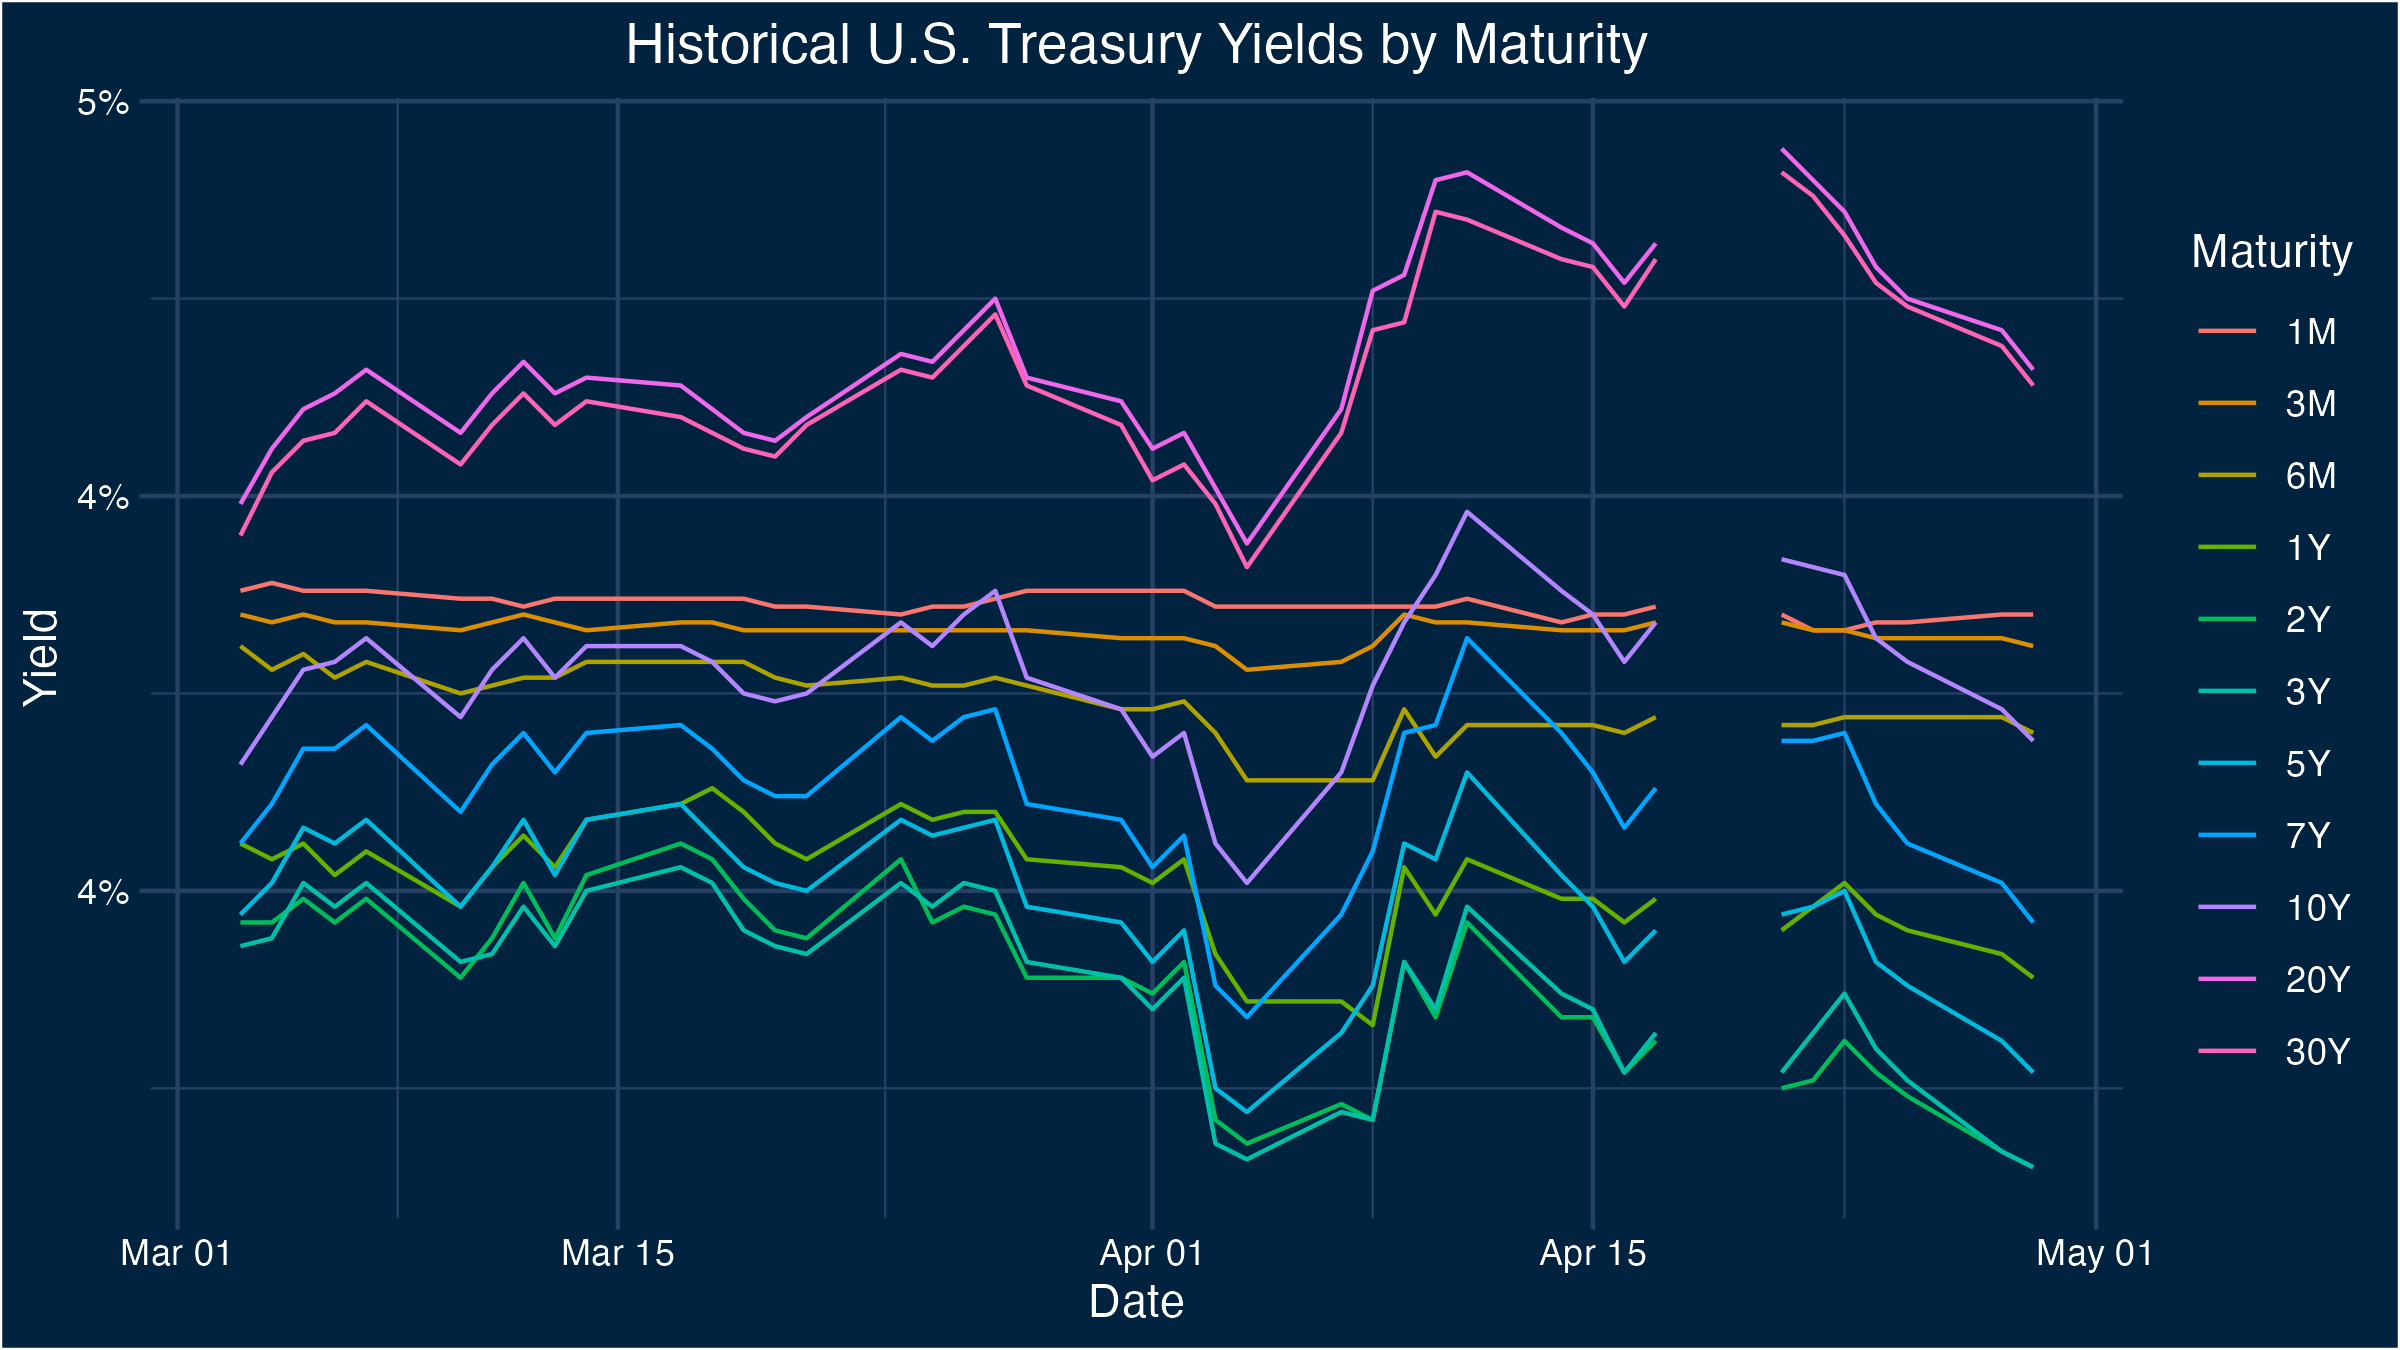 Historical U.S. Treasury Yields by Maturity
5%
4%
4%
Yield
Mar 01
Mar 15
Apr 01
Apr 15
May 01
Date
Maturity
1M
3M
6M
1Y
2Y
3Y
5Y
7Y
10Y
20Y
30Y